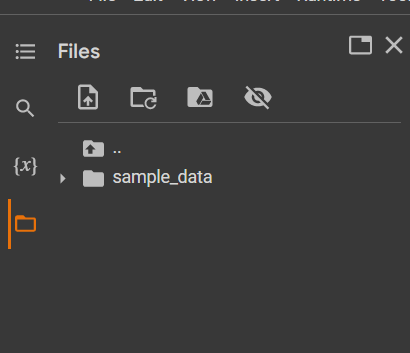 Files
{x}
..
sample_data